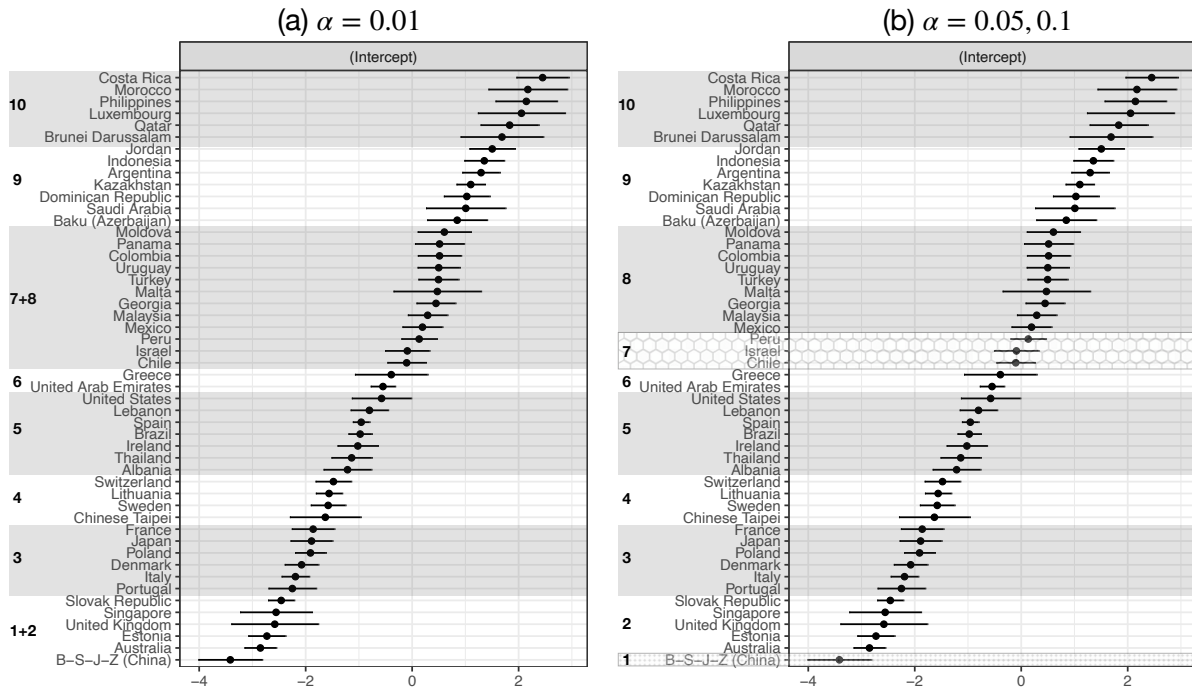 (a) α = 0.01
(Intercept)
10
Costa Rica
Morocco
Philippines
Luxembourg
Qatar
Brunei Darussalam
9
Jordan
Indonesia
Argentina
Kazakhstan
Dominican Republic
Saudi Arabia
Baku (Azerbaijan)
7+8
Moldova
Panama
Colombia
Uruguay
Turkey
Malta
Georgia
Malaysia
Mexico
Peru
Israel
Chile
6
Greece
United Arab Emirates
5
United States
Lebanon
Spain
Brazil
Ireland
Thailand
Albania
4
Switzerland
Lithuania
Sweden
Chinese Taipei
3
France
Japan
Poland
Denmark
Italy
Portugal
1+2
Slovak Republic
Singapore
United Kingdom
Estonia
Australia
B−S−J−Z (China)
−4 −2 0 2
(b) α = 0.05, 0.1
(Intercept)
10
Costa Rica
Morocco
Philippines
Luxembourg
Qatar
Brunei Darussalam
9
Jordan
Indonesia
Argentina
Kazakhstan
Dominican Republic
Saudi Arabia
Baku (Azerbaijan)
8
Moldova
Panama
Colombia
Uruguay
Turkey
Malta
Georgia
Malaysia
Mexico
7
Peru
Israel
Chile
6
Greece
United Arab Emirates
5
United States
Lebanon
Spain
Brazil
Ireland
Thailand
Albania
4
Switzerland
Lithuania
Sweden
Chinese Taipei
3
France
Japan
Poland
Denmark
Italy
Portugal
2
Slovak Republic
Singapore
United Kingdom
Estonia
Australia
1
B−S−J−Z (China)
−4 −2 0 2